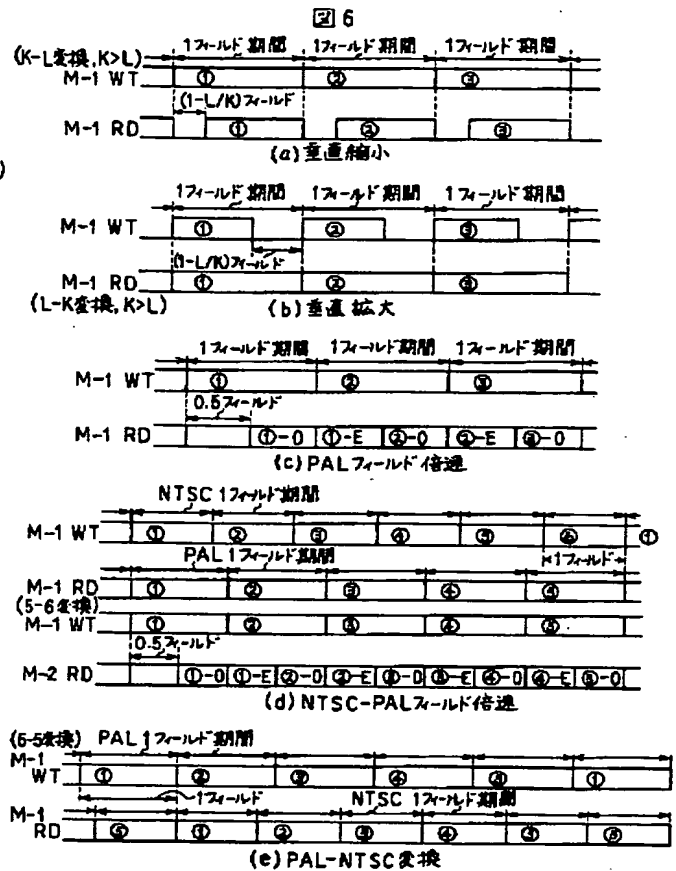 図6
1フィールド期間 1フィールド期間 1フィールド期間
(K-L変換,K>L)
M-1 WT ① ② ③
(1-L/K)フィールド
M-1 RD ① ② ③
(a)垂直縮小
)
1フィールド期間 1フィールド期間 1フィールド期間
M-1 WT ① ② ③
(1-L/K)フィールド
M-1 RD ① ② ③
(L-K変換,K>L)
(b)垂直拡大
1フィールド期間 1フィールド期間 1フィールド期間
M-1 WT ① ② ③
0.5フィールド
M-1 RD ①-O ①-E ②-O ②-E ③-O
(c)PALフィールド倍速
NTSC 1フィールド期間
M-1 WT ① ② ③ ④ ⑤ ⑥ ①
PAL 1フィールド期間 1フィールド
M-1 RD ① ② ③ ④
(5-6変換)
M-1 WT ① ② ③ ④ ⑤
0.5フィールド
M-2 RD ①-O ①-E ②-O ②-E ③-O ③-E ④-O ④-E ⑤-O
(d)NTSC-PALフィールド倍速
(6-5変換) PAL 1フィールド期間
M-1
WT ① ② ③ ④ ⑤ ①
1フィールド NTSC 1フィールド期間
M-1
RD ⑤ ① ② ③ ④ ⑤
(e)PAL-NTSC変換